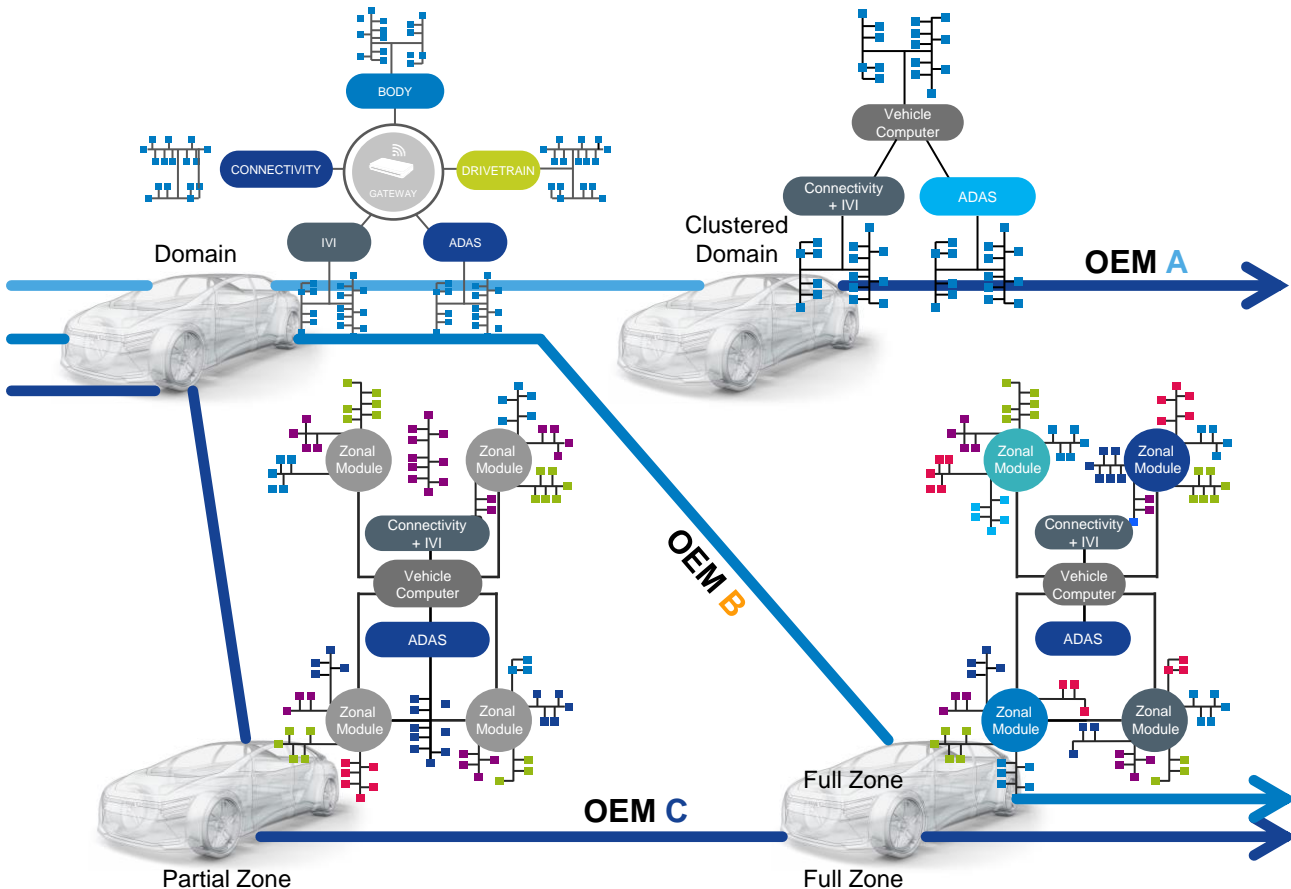 BODY
CONNECTIVITY
GATEWAY
DRIVETRAIN
IVI
ADAS
Domain
Vehicle
Computer
Connectivity
+ IVI
ADAS
Clustered
Domain
OEM A
Zonal
Module
Zonal
Module
Connectivity
+ IVI
Vehicle
Computer
ADAS
Zonal
Module
Zonal
Module
OEM B
Zonal
Module
Zonal
Module
Connectivity
+ IVI
Vehicle
Computer
ADAS
Zonal
Module
Zonal
Module
Full Zone
OEM C
Partial Zone
Full Zone